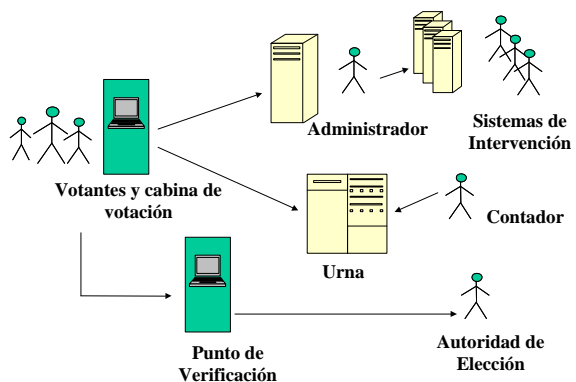 Administrador
Sistemas de
Intervención
Votantes y cabina de
votación
Contador
Urna
Punto de
Verificación
Autoridad de
Elección